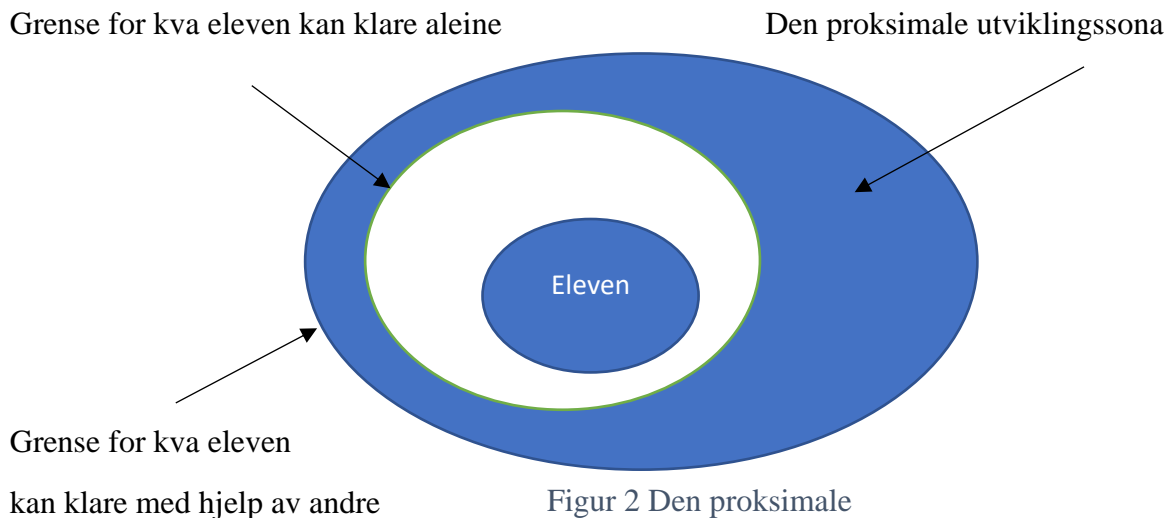 Grense for kva eleven kan klare aleine
Den proksimale utviklingssona
Eleven
Grense for kva eleven
kan klare med hjelp av andre
Figur 2 Den proksimale